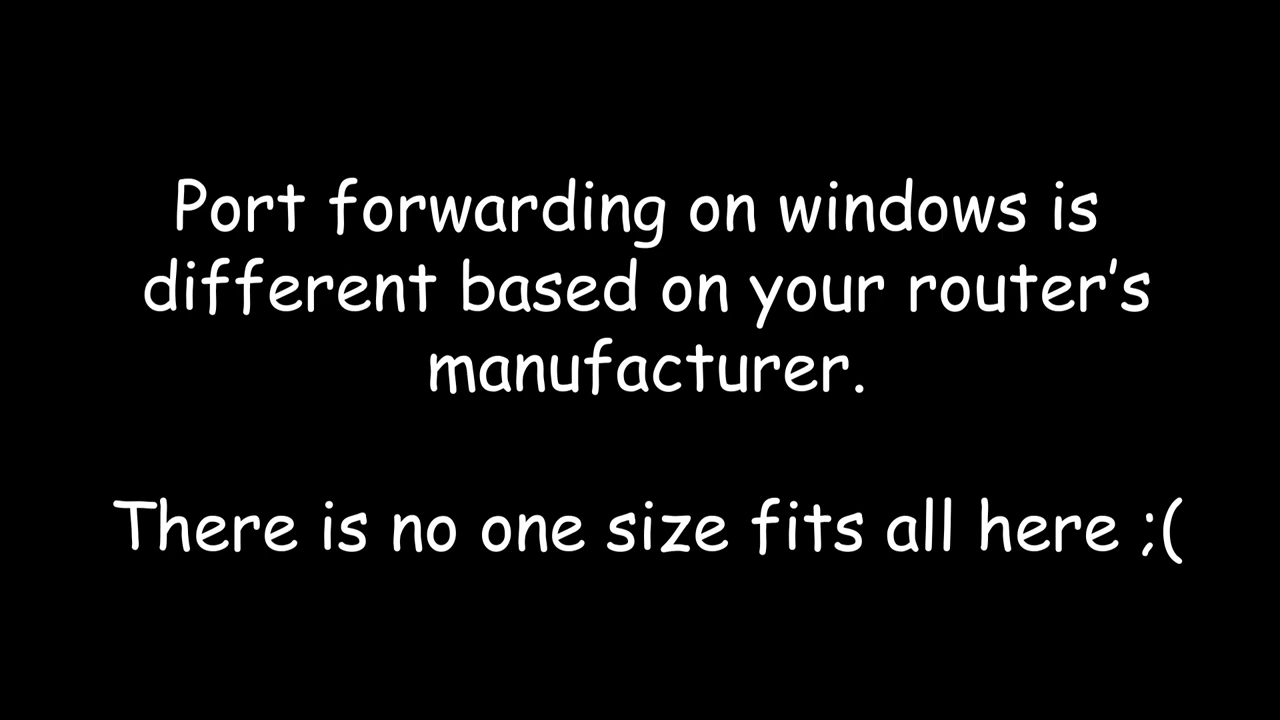 Port forwarding on windows is
different based on your router’s
manufacturer.
There is no one size fits all here ;(